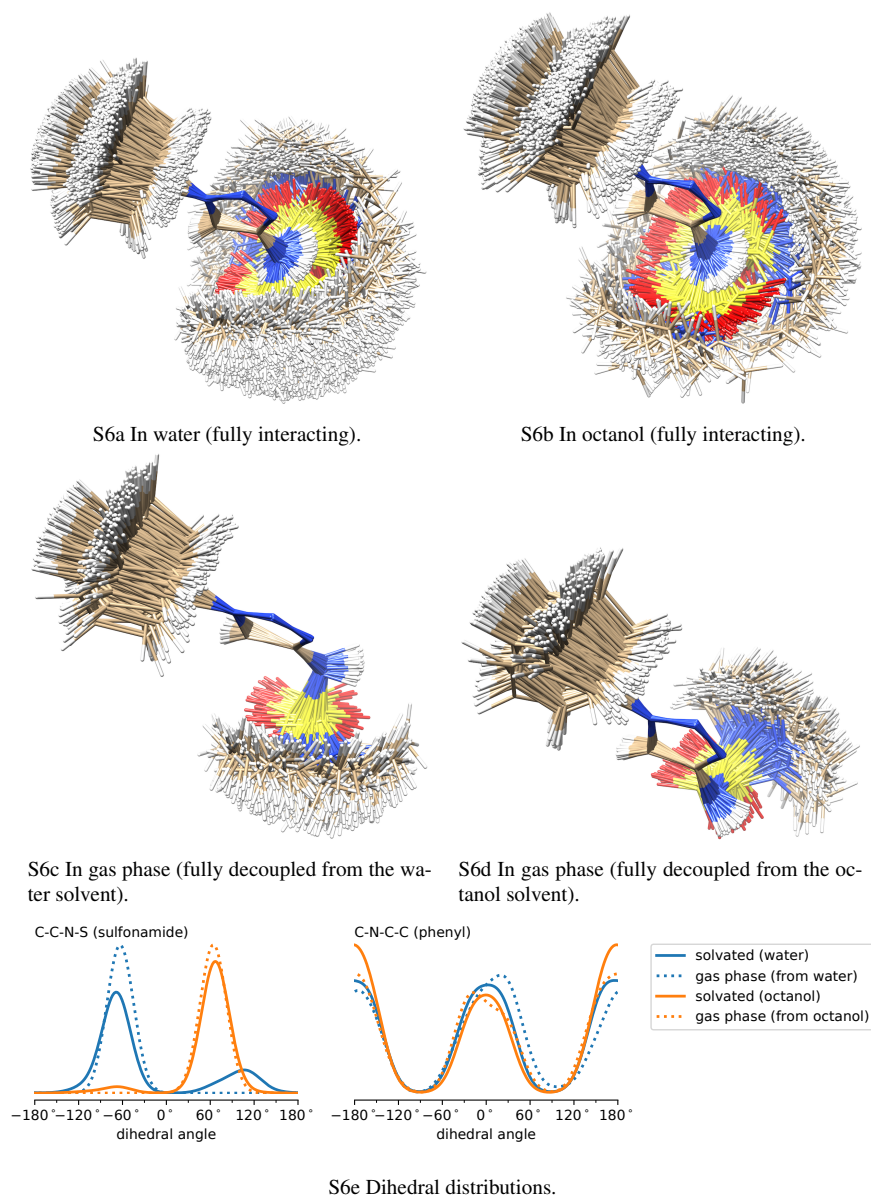 S6a In water (fully interacting).
S6b In octanol (fully interacting).
S6c In gas phase (fully decoupled from the wa-
ter solvent).
S6d In gas phase (fully decoupled from the oc-
tanol solvent).
C-C-N-S (sulfonamide)
−180° −120° −60° 0° 60° 120° 180°
dihedral angle
C-N-C-C (phenyl)
−180° −120° −60° 0° 60° 120° 180°
dihedral angle
solvated (water)
gas phase (from water)
solvated (octanol)
gas phase (from octanol)
S6e Dihedral distributions.